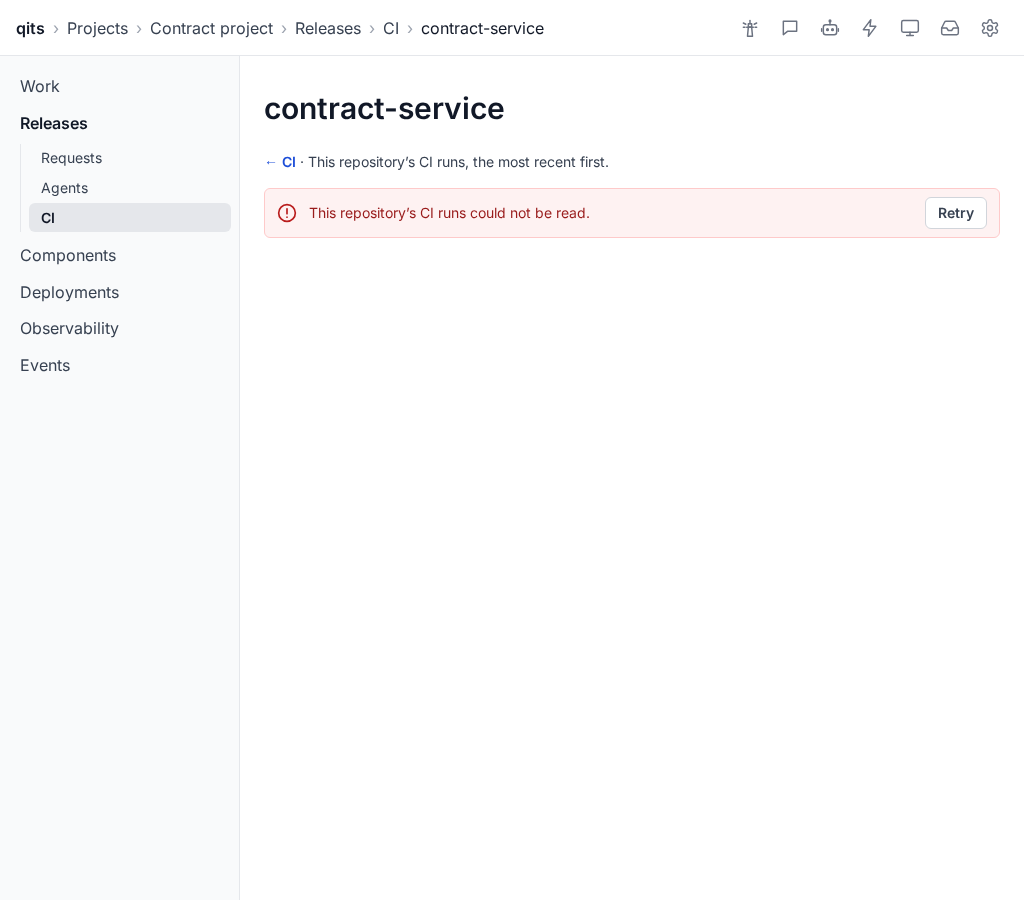 qits › Projects › Contract project › Releases › CI › contract-service
Work
Releases
Requests
Agents
CI
Components
Deployments
Observability
Events
contract-service
← CI · This repository’s CI runs, the most recent first.
This repository’s CI runs could not be read.
Retry